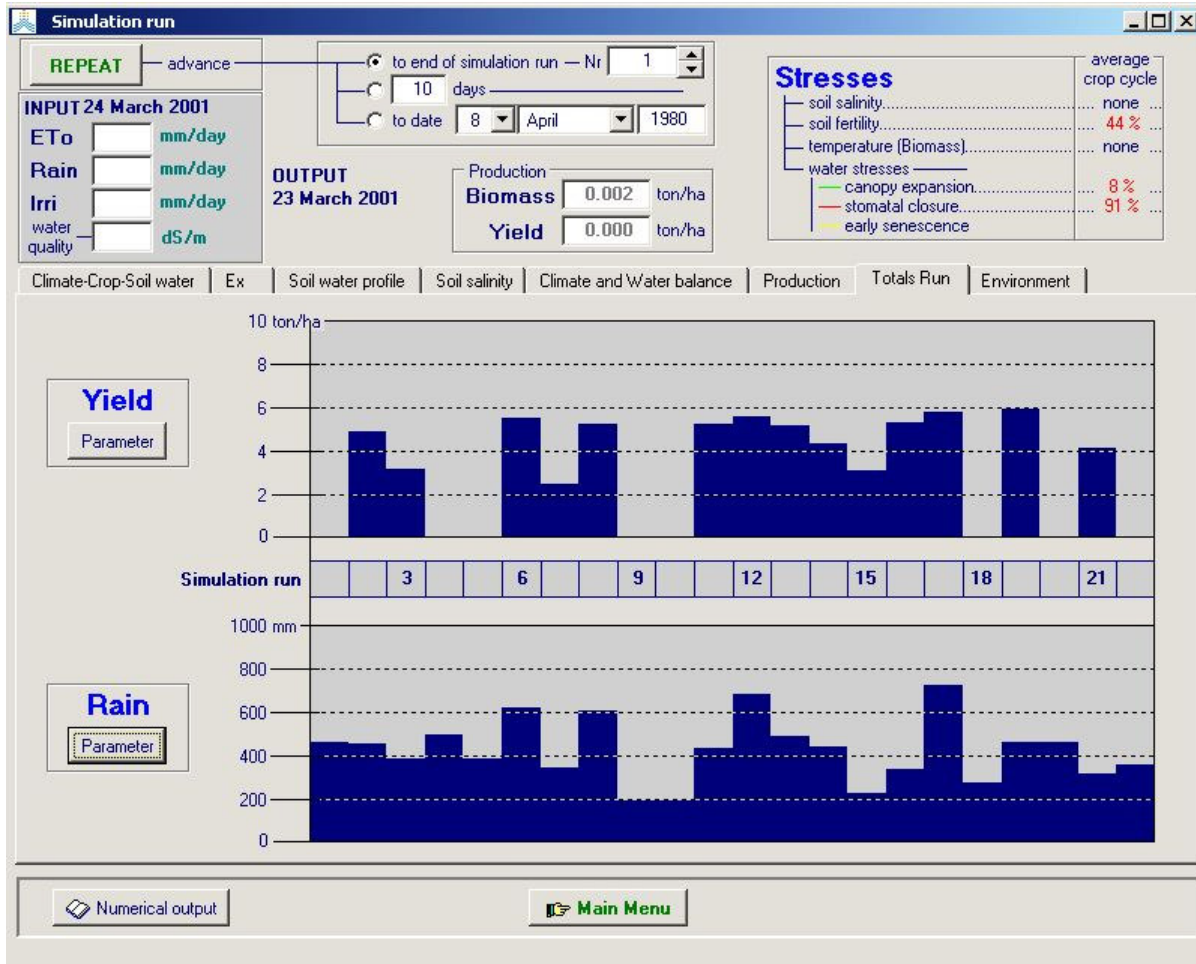 Simulation run
REPEAT
advance
to end of simulation run — Nr 1
10 days
to date 8 April 1980
INPUT 24 March 2001
ETo mm/day
Rain mm/day
Irri mm/day
water quality dS/m
OUTPUT
23 March 2001
Production
Biomass 0.002 ton/ha
Yield 0.000 ton/ha
Stresses
average
crop cycle
soil salinity none
soil fertility 44 %
temperature (Biomass) none
water stresses
canopy expansion 8 %
stomatal closure 91 %
early senescence
Climate-Crop-Soil water
Ex
Soil water profile
Soil salinity
Climate and Water balance
Production
Totals Run
Environment
Yield
Parameter
10 ton/ha
8
6
4
2
0
Simulation run 3 6 9 12 15 18 21
Rain
Parameter
1000 mm
800
600
400
200
0
Numerical output
Main Menu